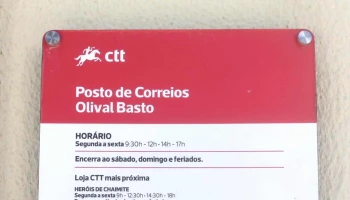 ctt
Posto de Correios
Olival Basto
HORÁRIO
Segunda a sexta 9:30h - 12h - 14h - 17h
Encerra ao sábado, domingo e feriados.
Loja CTT mais próxima
HERÓIS DE CHAIMITE
Segunda a sexta 9h - 12:30h - 14:30h - 18h